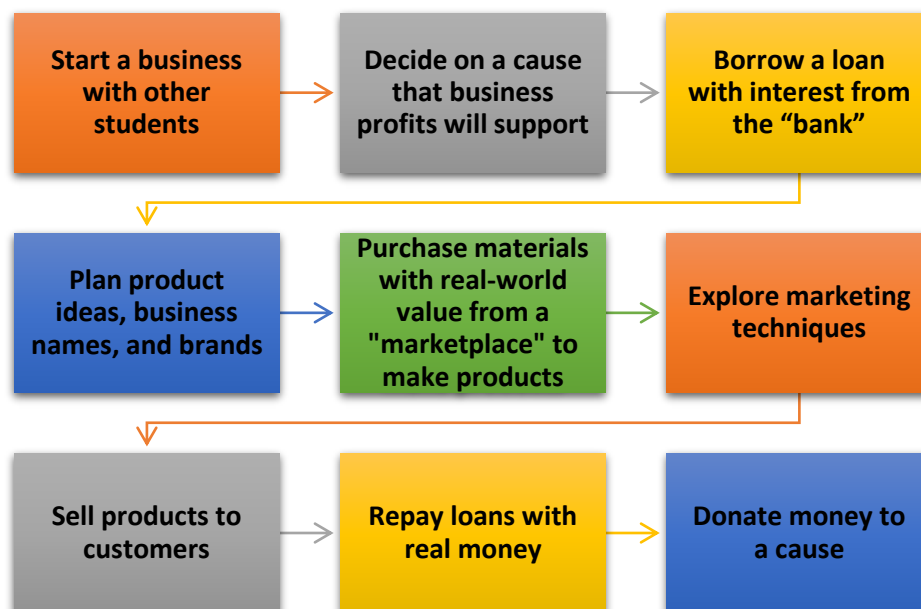 Start a business
with other
students
Decide on a cause
that business
profits will support
Borrow a loan
with interest from
the “bank”
Plan product
ideas, business
names, and brands
Purchase materials
with real-world
value from a
"marketplace" to
make products
Explore marketing
techniques
Sell products to
customers
Repay loans with
real money
Donate money to
a cause